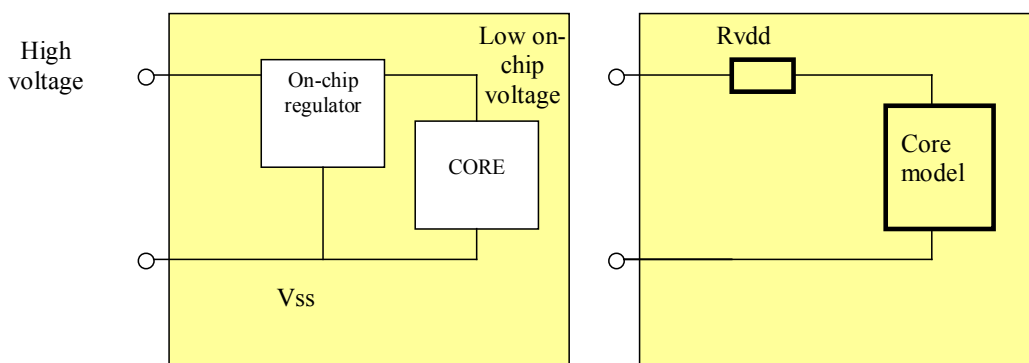 High
voltage
On-chip
regulator
Low on-
chip
voltage
CORE
Vss
Rvdd
Core
model